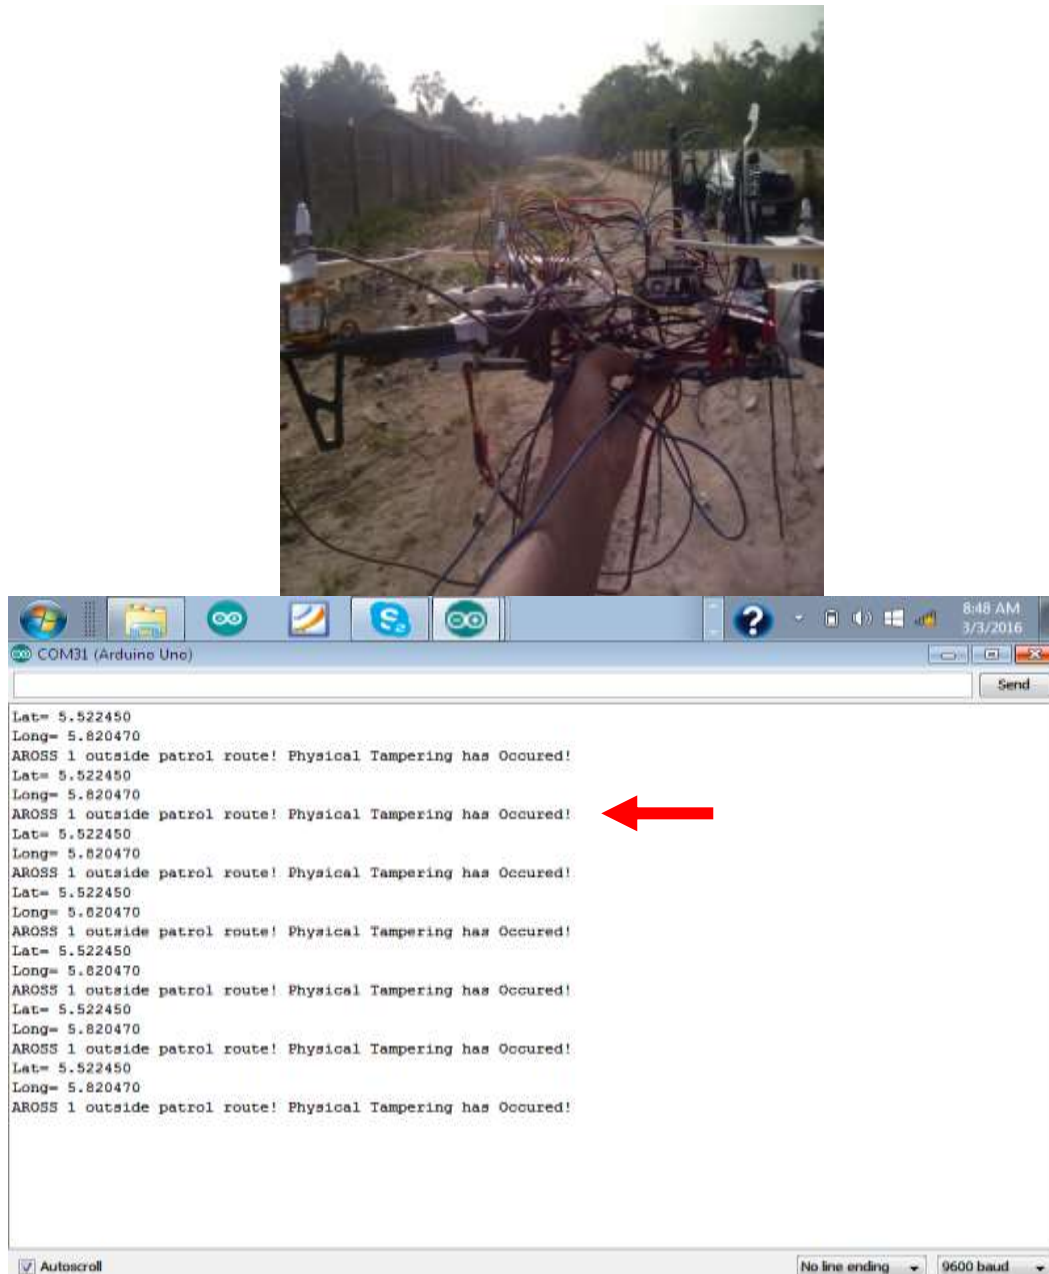 8:48 AM
3/3/2016
COM31 (Arduino Uno)
Send
Lat= 5.522450
Long= 5.820470
AROSS 1 outside patrol route! Physical Tampering has Occured!
Lat= 5.522450
Long= 5.820470
AROSS 1 outside patrol route! Physical Tampering has Occured!
Lat= 5.522450
Long= 5.820470
AROSS 1 outside patrol route! Physical Tampering has Occured!
Lat= 5.522450
Long= 5.820470
AROSS 1 outside patrol route! Physical Tampering has Occured!
Lat= 5.522450
Long= 5.820470
AROSS 1 outside patrol route! Physical Tampering has Occured!
Lat= 5.522450
Long= 5.820470
AROSS 1 outside patrol route! Physical Tampering has Occured!
Lat= 5.522450
Long= 5.820470
AROSS 1 outside patrol route! Physical Tampering has Occured!
Autoscroll
No line ending
9600 baud